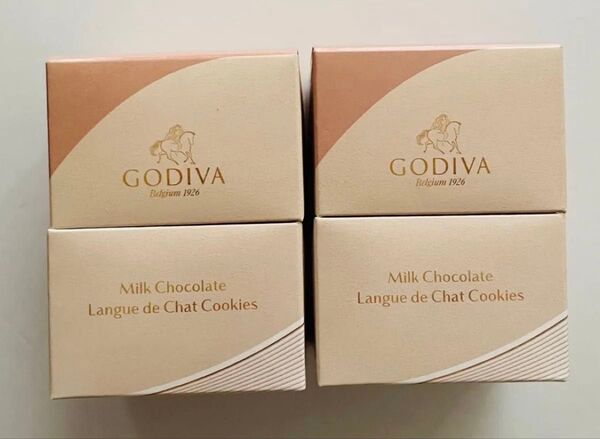 GODIVA
Belgium 1926
Milk Chocolate
Langue de Chat Cookies
GODIVA
Belgium 1926
Milk Chocolate
Langue de Chat Cookies